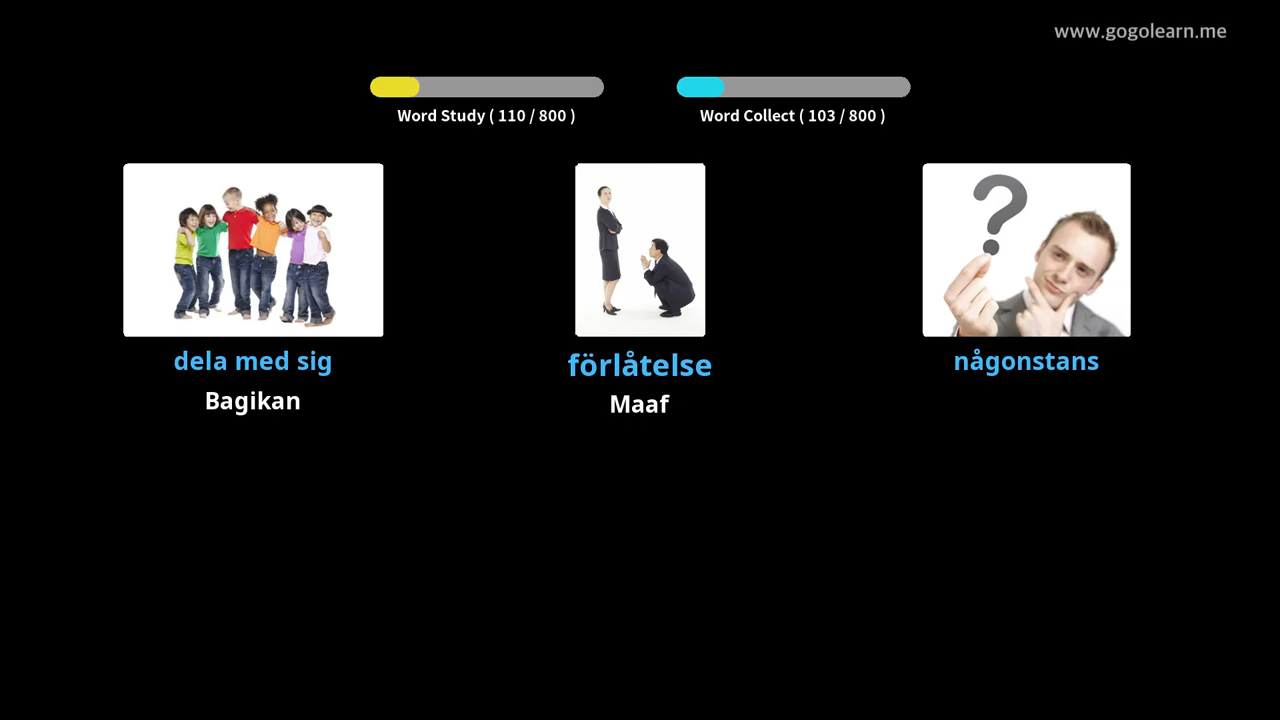 www.gogolearn.me
Word Study ( 110 / 800 )
Word Collect ( 103 / 800 )
dela med sig
Bagikan
förlåtelse
Maaf
någonstans